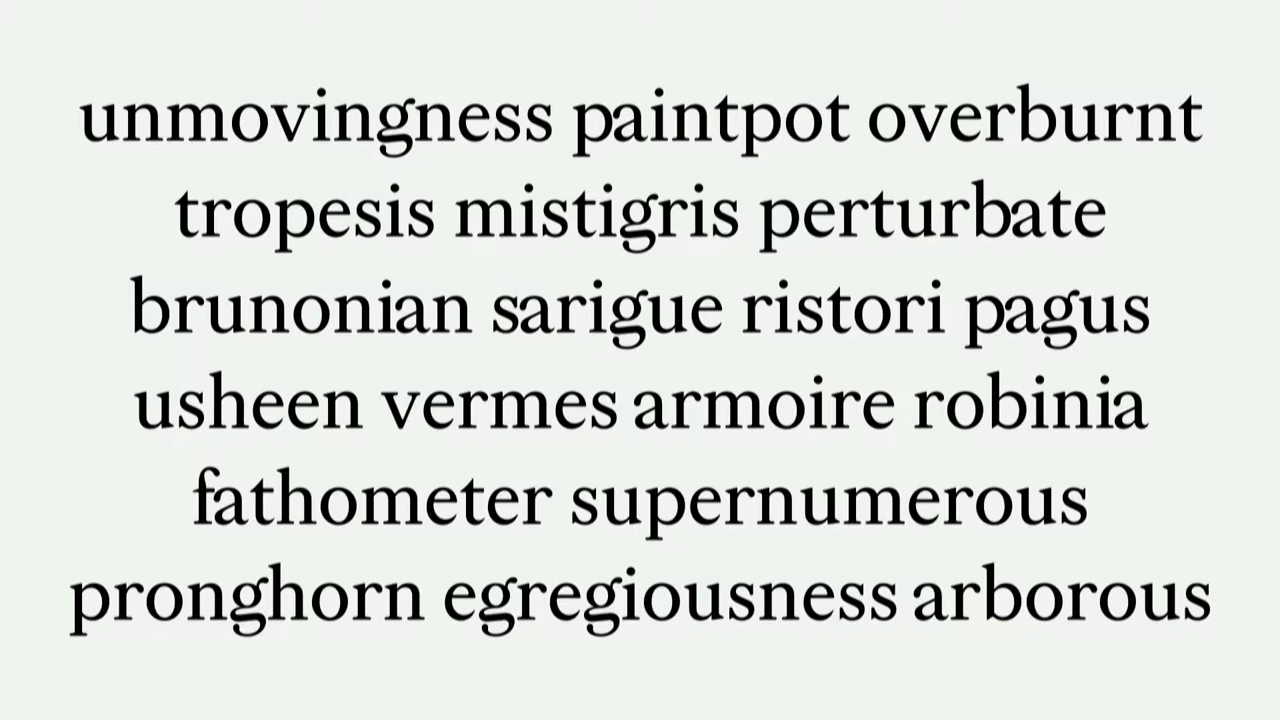 unmovingness paintpot overburnt
tropesis mistigris perturbate
brunonian sarigue ristori pagus
usheen vermes armoire robinia
fathometer supernumerous
pronghorn egregiousness arborous